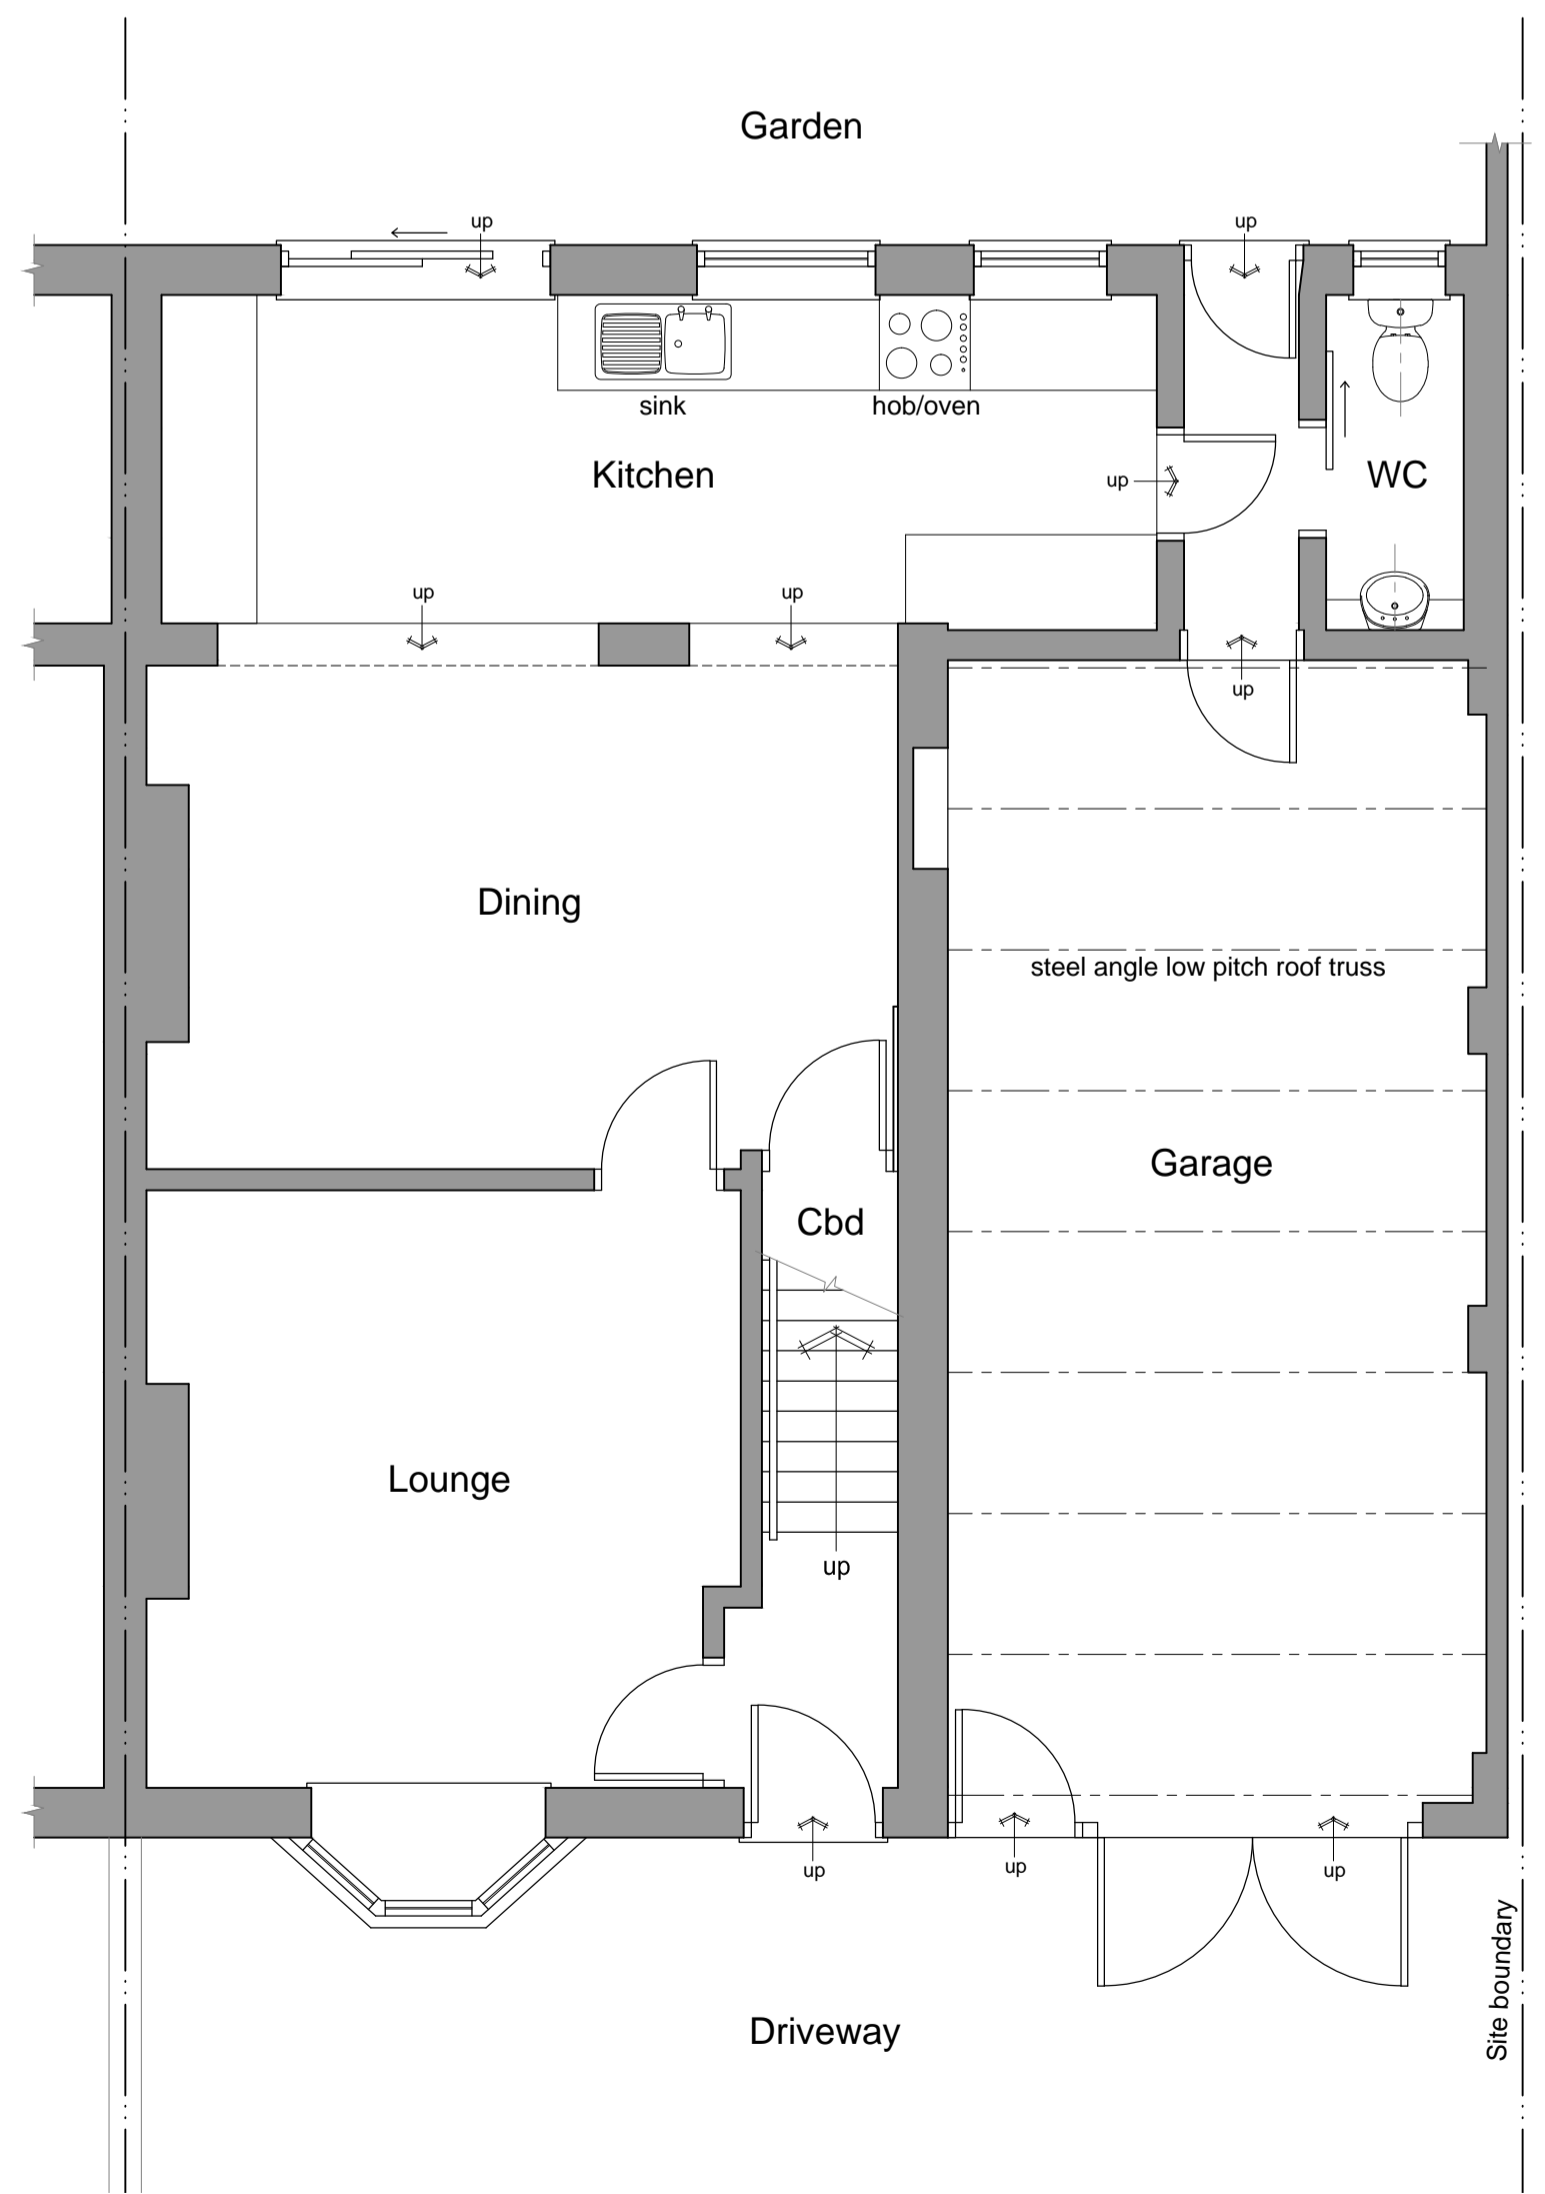 Garden
up
up
sink
hob/oven
Kitchen
up
WC
up
up
up
Dining
steel angle low pitch roof truss
Garage
Cbd
Lounge
up
up
up
up
Site boundary
Driveway